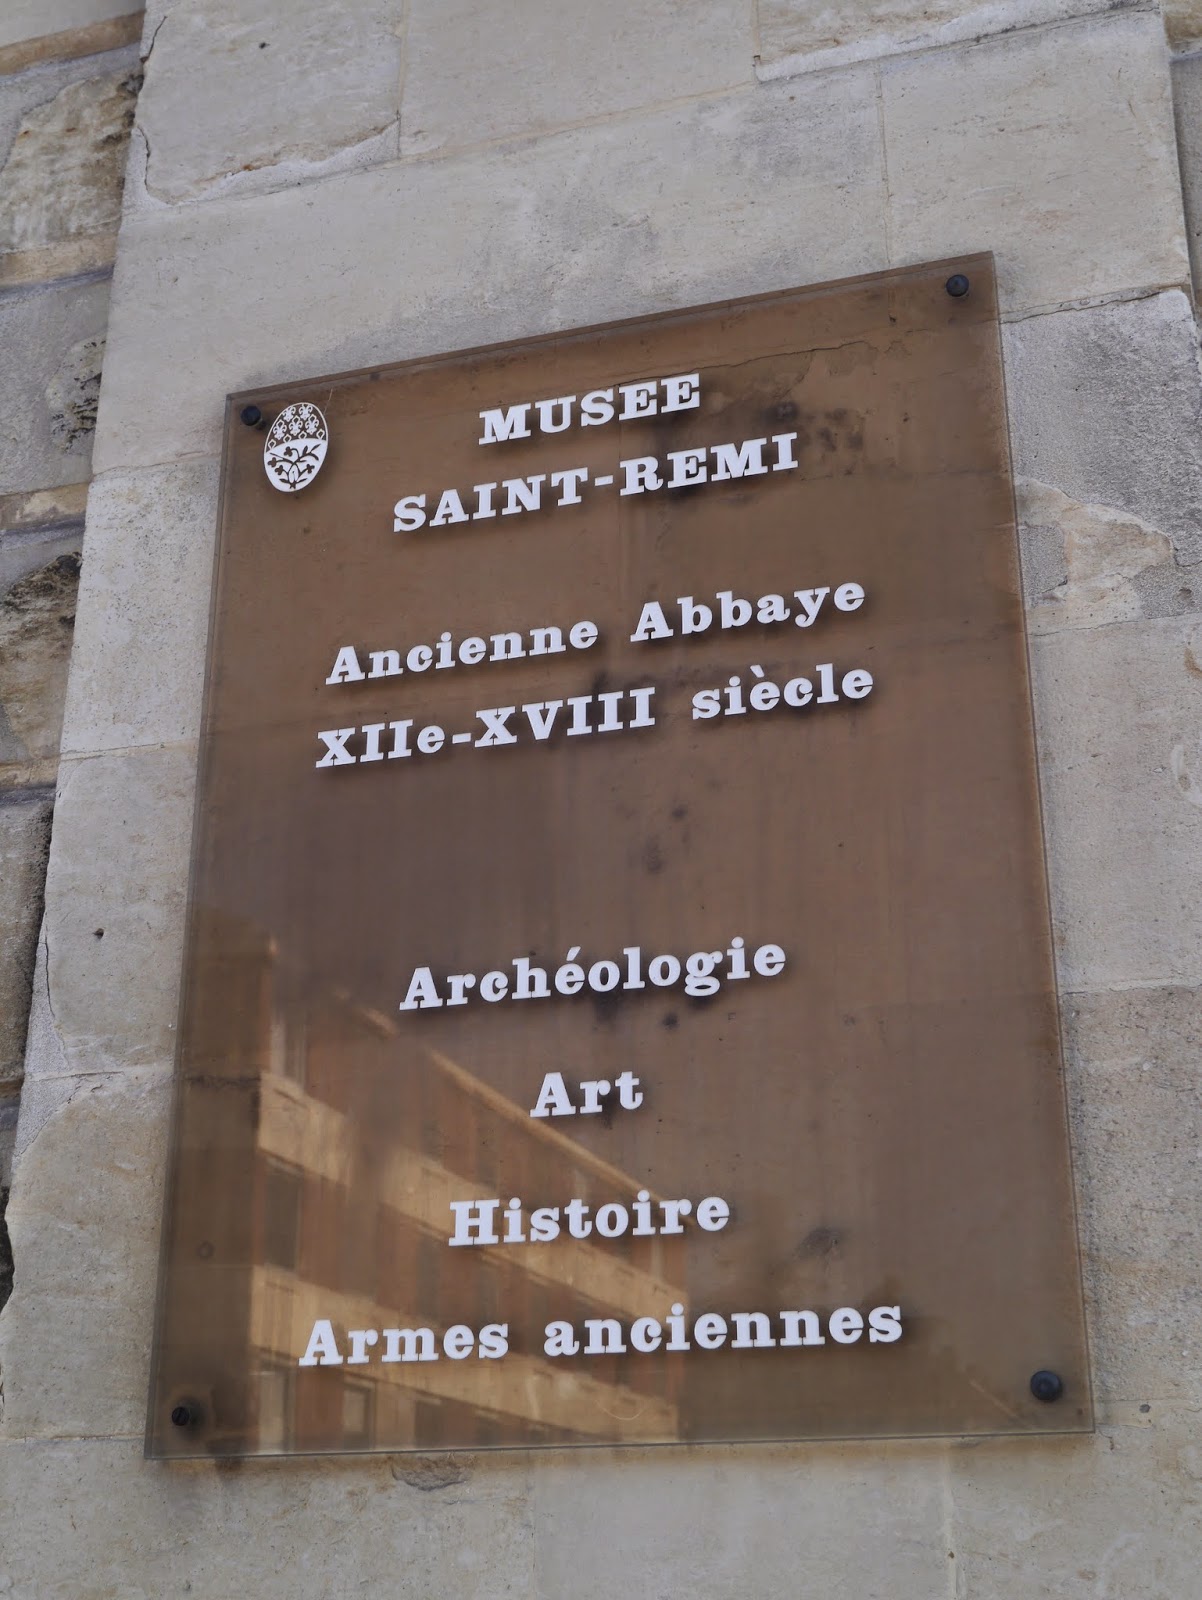 MUSEE
SAINT-REMI
Ancienne Abbaye
XIIe-XVIII siècle
Archéologie
Art
Histoire
Armes anciennes